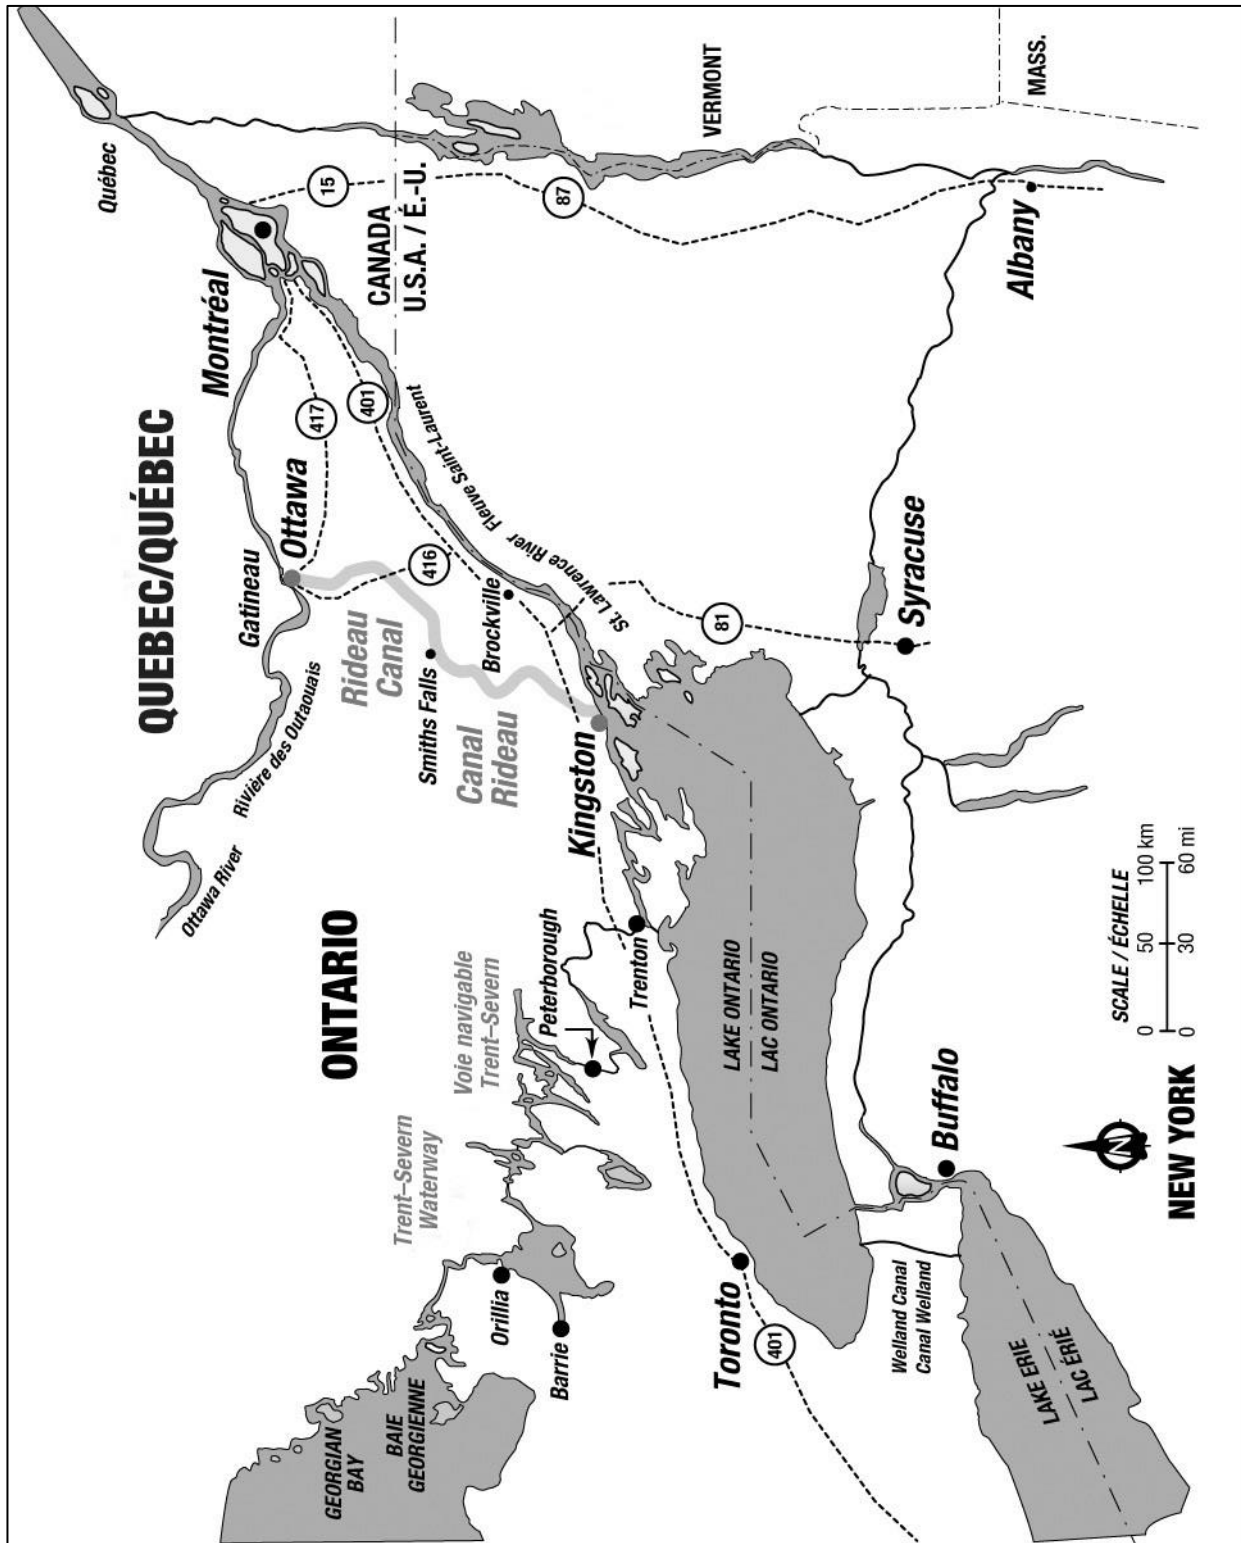 QUEBEC/QUÉBEC
Québec
Montréal
15
417
401
CANADA
U.S.A. / É.-U.
VERMONT
MASS.
87
Gatineau
Ottawa
416
Ottawa River
Rivière des Outaouais
Rideau
Canal
Smiths Falls
Canal
Rideau
Brockville
St. Lawrence River
Fleuve Saint-Laurent
81
Syracuse
Albany
ONTARIO
Kingston
Voie navigable
Trent–Severn
Peterborough
Trenton
LAKE ONTARIO
LAC ONTARIO
Trent–Severn
Waterway
Orillia
Barrie
GEORGIAN
BAY
BAIE
GEORGIENNE
Toronto
401
Welland Canal
Canal Welland
Buffalo
LAKE ERIE
LAC ÉRIÉ
N
NEW YORK
SCALE / ÉCHELLE
0 50 100 km
0 30 60 mi